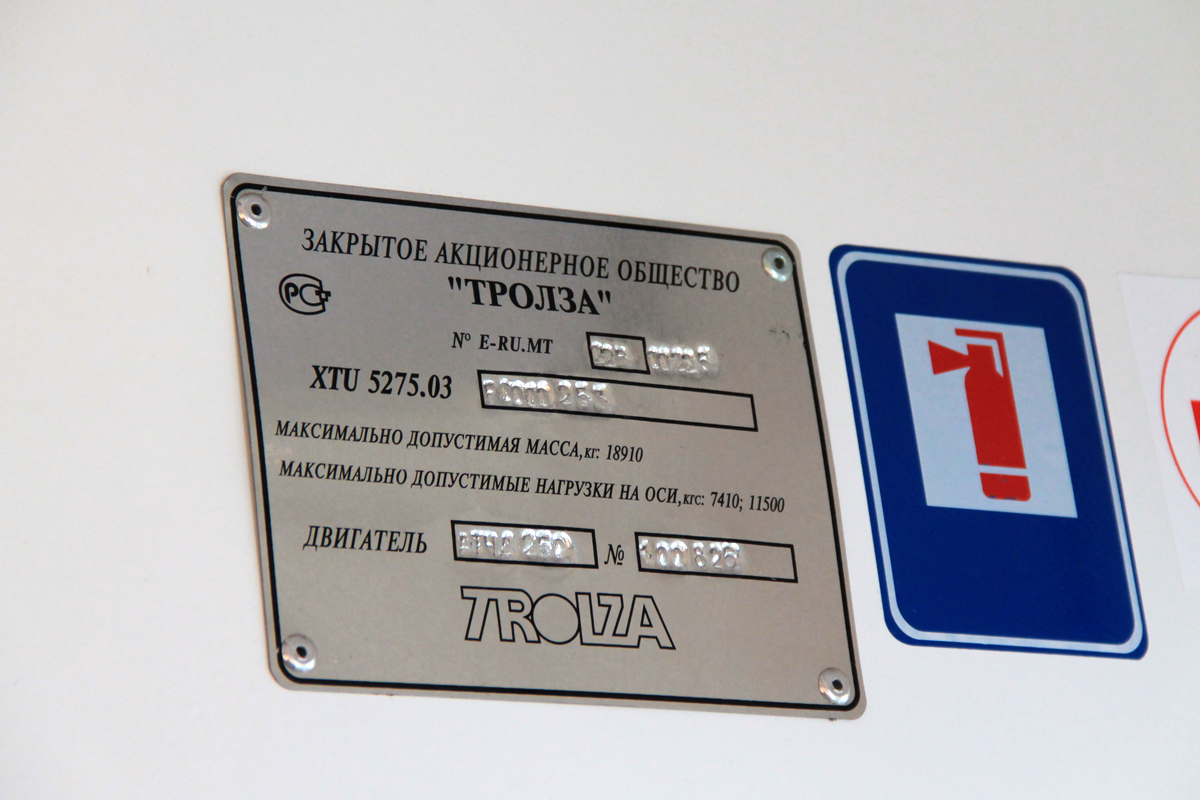 ЗАКРЫТОЕ АКЦИОНЕРНОЕ ОБЩЕСТВО
"ТРОЛЗА"
РСТ
№ E-RU.MT
XTU 5275.03
МАКСИМАЛЬНО ДОПУСТИМАЯ МАССА,кг: 18910
МАКСИМАЛЬНО ДОПУСТИМЫЕ НАГРУЗКИ НА ОСИ,кгс: 7410; 11500
ДВИГАТЕЛЬ №
TROLZA